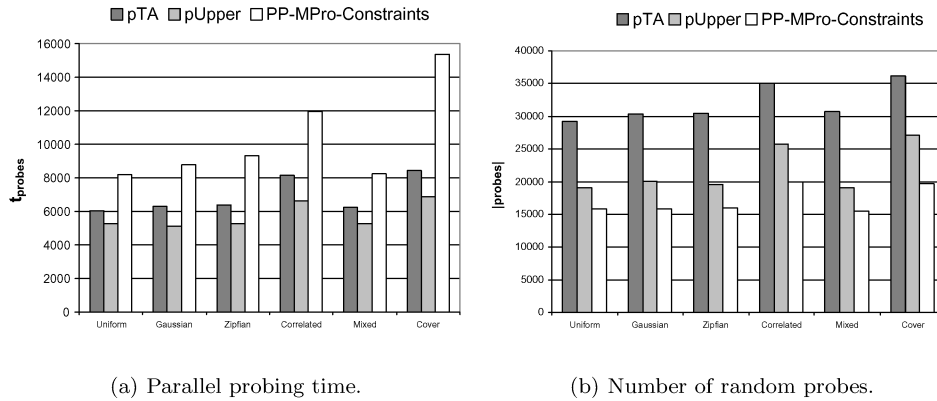 pTA pUpper PP-MPro-Constraints
16000
14000
12000
10000
8000
6000
4000
2000
0
tprobes
Uniform Gaussian Zipfian Correlated Mixed Cover
(a) Parallel probing time.
pTA pUpper PP-MPro-Constraints
40000
35000
30000
25000
20000
15000
10000
5000
0
|probes|
Uniform Gaussian Zipfian Correlated Mixed Cover
(b) Number of random probes.